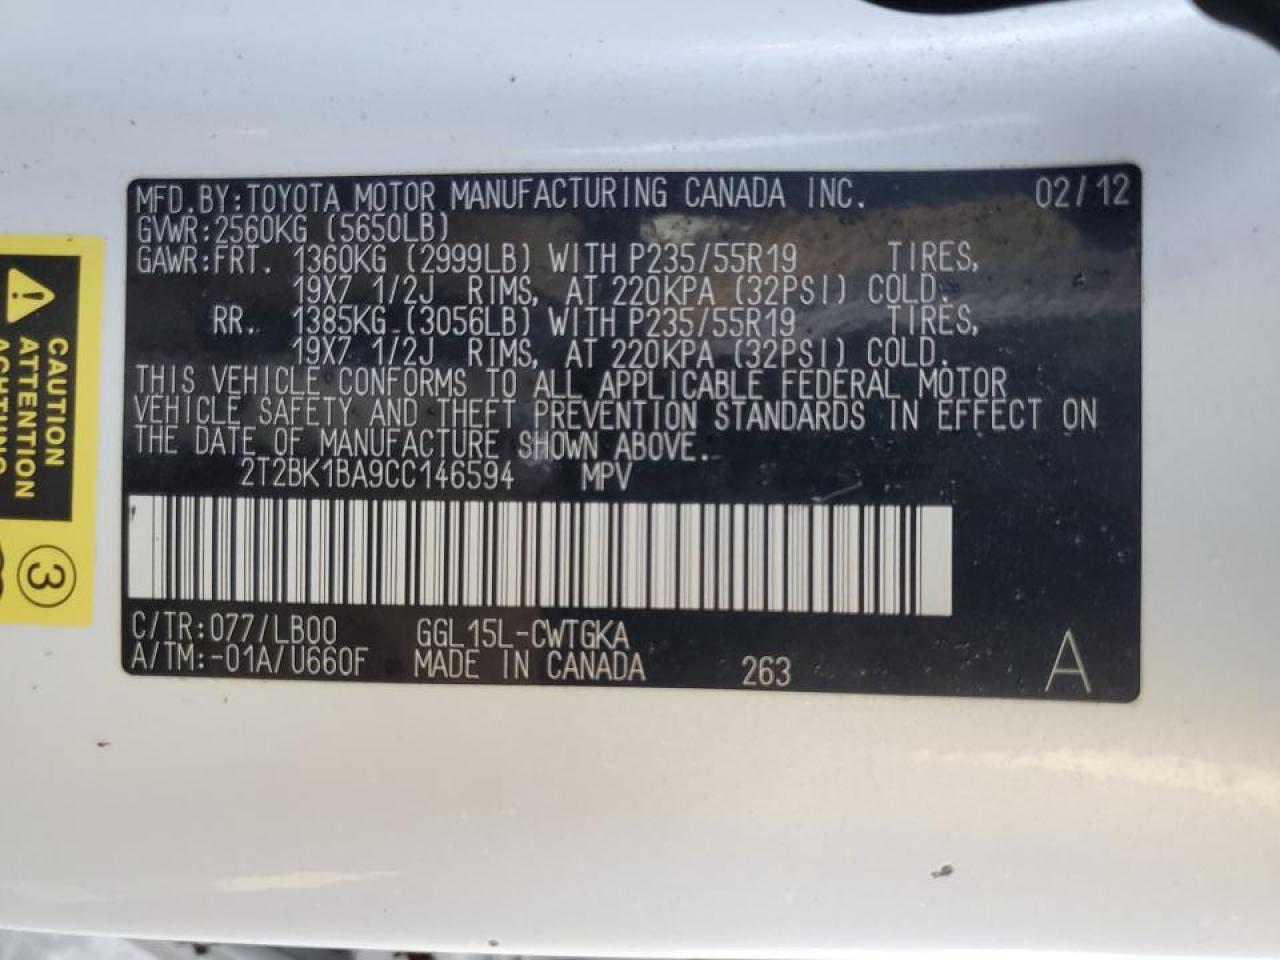 MFD.BY:TOYOTA MOTOR MANUFACTURING CANADA INC. 02/12
GVWR:2560KG (5650LB)
GAWR:FRT. 1360KG (2999LB) WITH P235/55R19 TIRES,
19X7 1/2J RIMS, AT 220KPA (32PSI) COLD.
RR. 1385KG (3056LB) WITH P235/55R19 TIRES,
19X7 1/2J RIMS, AT 220KPA (32PSI) COLD.
THIS VEHICLE CONFORMS TO ALL APPLICABLE FEDERAL MOTOR
VEHICLE SAFETY AND THEFT PREVENTION STANDARDS IN EFFECT ON
THE DATE OF MANUFACTURE SHOWN ABOVE.
2T2BK1BA9CC146594 MPV
C/TR:077/LB00 GGL15L-CWTGKA
A/TM:-01A/U660F MADE IN CANADA 263 A
CAUTION
ATTENTION
ACHTUNG
3